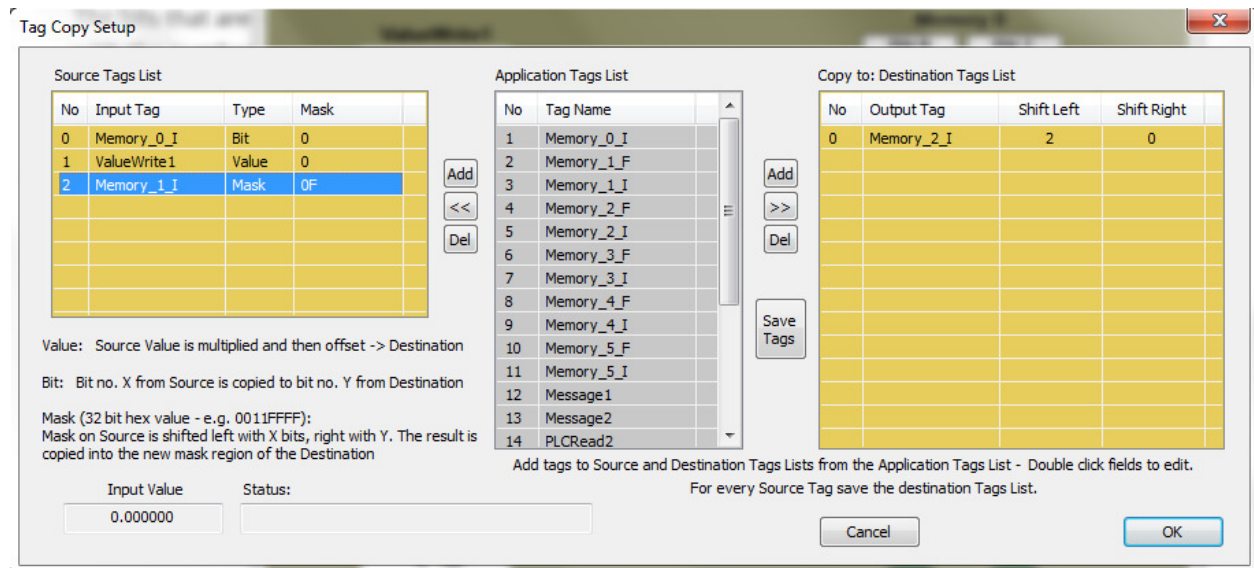 Tag Copy Setup
Source Tags List
No Input Tag Type Mask
0 Memory_0_I Bit 0
1 ValueWrite1 Value 0
2 Memory_1_I Mask 0F
Add
<<
Del
Application Tags List
No Tag Name
1 Memory_0_I
2 Memory_1_F
3 Memory_1_I
4 Memory_2_F
5 Memory_2_I
6 Memory_3_F
7 Memory_3_I
8 Memory_4_F
9 Memory_4_I
10 Memory_5_F
11 Memory_5_I
12 Message1
13 Message2
14 PLCRead2
Add
>>
Del
Save
Tags
Copy to: Destination Tags List
No Output Tag Shift Left Shift Right
0 Memory_2_I 2 0
Value: Source Value is multiplied and then offset -> Destination
Bit: Bit no. X from Source is copied to bit no. Y from Destination
Mask (32 bit hex value - e.g. 0011FFFF):
Mask on Source is shifted left with X bits, right with Y. The result is
copied into the new mask region of the Destination
Add tags to Source and Destination Tags Lists from the Application Tags List - Double click fields to edit.
For every Source Tag save the destination Tags List.
Input Value Status:
0.000000
Cancel
OK